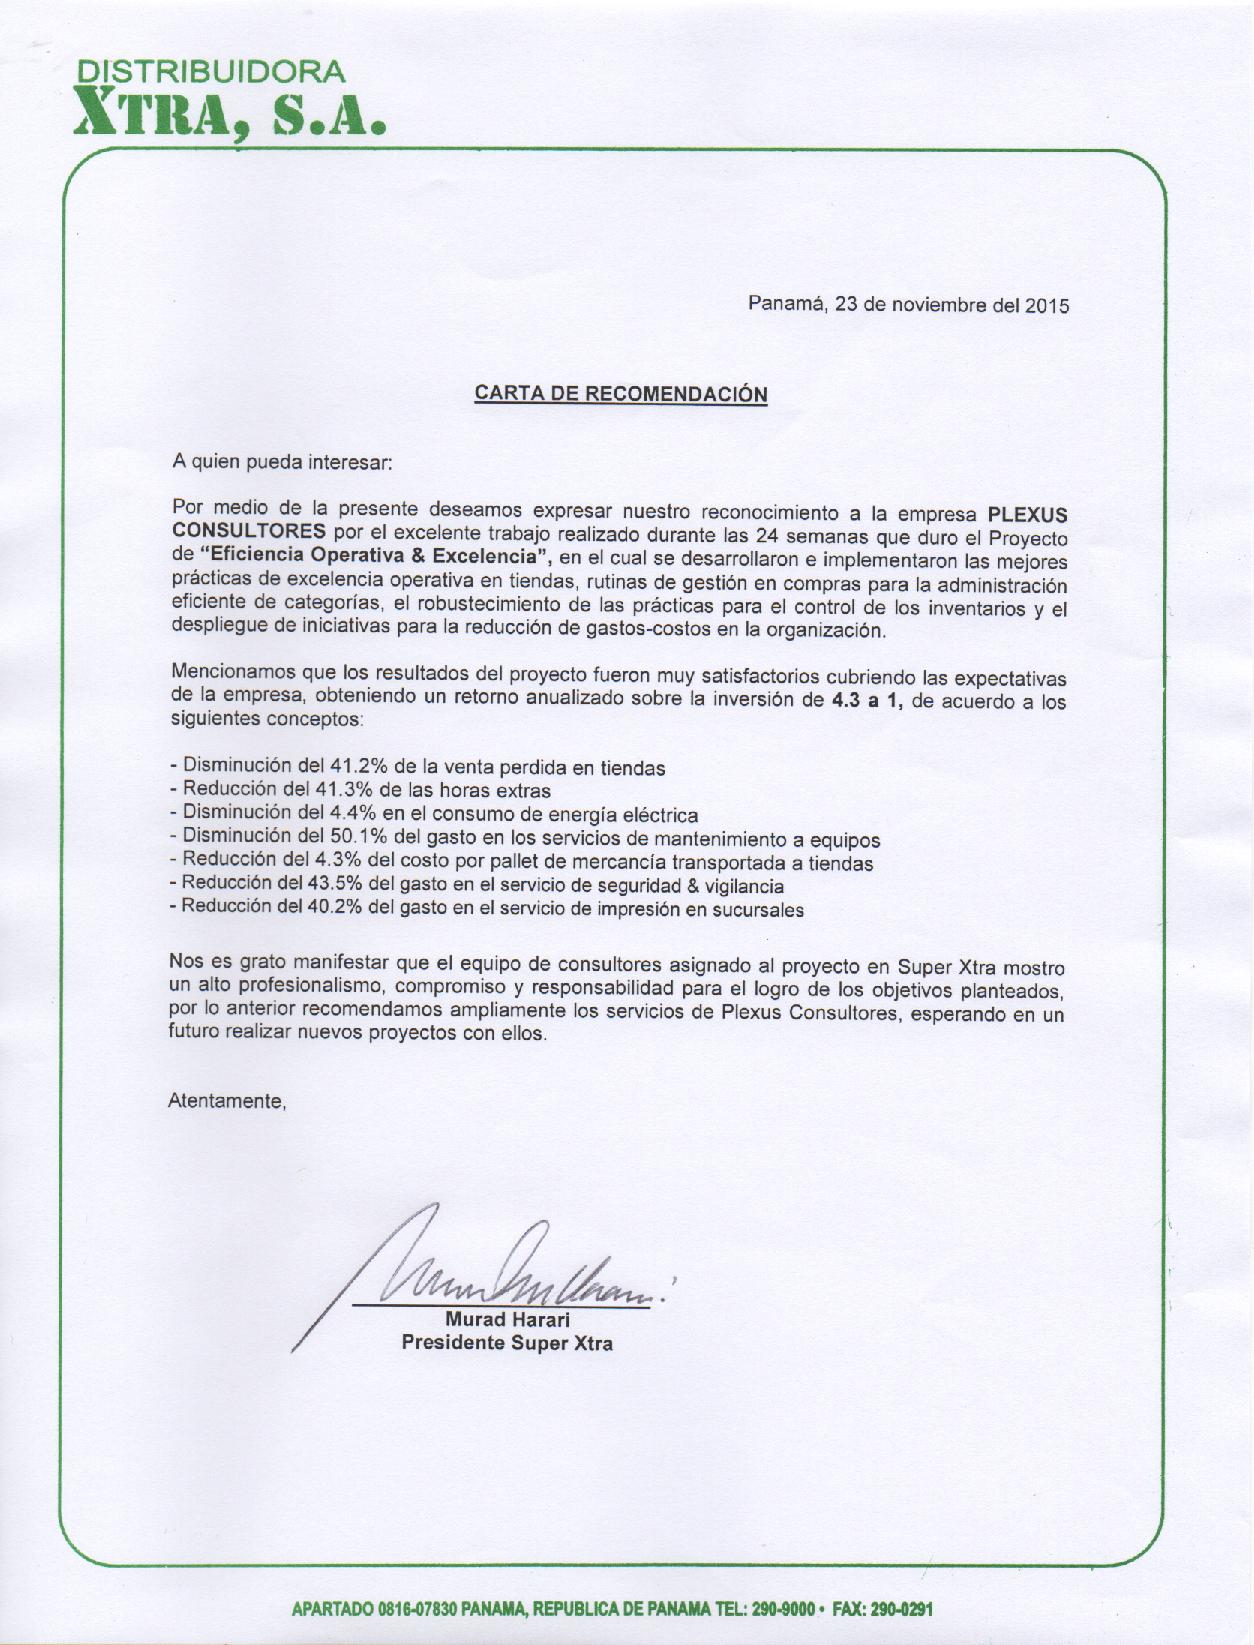 DISTRIBUIDORA
XTRA, S.A.
Panamá, 23 de noviembre del 2015
CARTA DE RECOMENDACIÓN
A quien pueda interesar:
Por medio de la presente deseamos expresar nuestro reconocimiento a la empresa PLEXUS
CONSULTORES por el excelente trabajo realizado durante las 24 semanas que duro el Proyecto
de “Eficiencia Operativa & Excelencia”, en el cual se desarrollaron e implementaron las mejores
prácticas de excelencia operativa en tiendas, rutinas de gestión en compras para la administración
eficiente de categorías, el robustecimiento de las prácticas para el control de los inventarios y el
despliegue de iniciativas para la reducción de gastos-costos en la organización.
Mencionamos que los resultados del proyecto fueron muy satisfactorios cubriendo las expectativas
de la empresa, obteniendo un retorno anualizado sobre la inversión de 4.3 a 1, de acuerdo a los
siguientes conceptos:
- Disminución del 41.2% de la venta perdida en tiendas
- Reducción del 41.3% de las horas extras
- Disminución del 4.4% en el consumo de energía eléctrica
- Disminución del 50.1% del gasto en los servicios de mantenimiento a equipos
- Reducción del 4.3% del costo por pallet de mercancía transportada a tiendas
- Reducción del 43.5% del gasto en el servicio de seguridad & vigilancia
- Reducción del 40.2% del gasto en el servicio de impresión en sucursales
Nos es grato manifestar que el equipo de consultores asignado al proyecto en Super Xtra mostro
un alto profesionalismo, compromiso y responsabilidad para el logro de los objetivos planteados,
por lo anterior recomendamos ampliamente los servicios de Plexus Consultores, esperando en un
futuro realizar nuevos proyectos con ellos.
Atentamente,
Murad Harari
Presidente Super Xtra
APARTADO 0816-07830 PANAMA, REPUBLICA DE PANAMA TEL: 290-9000 • FAX: 290-0291